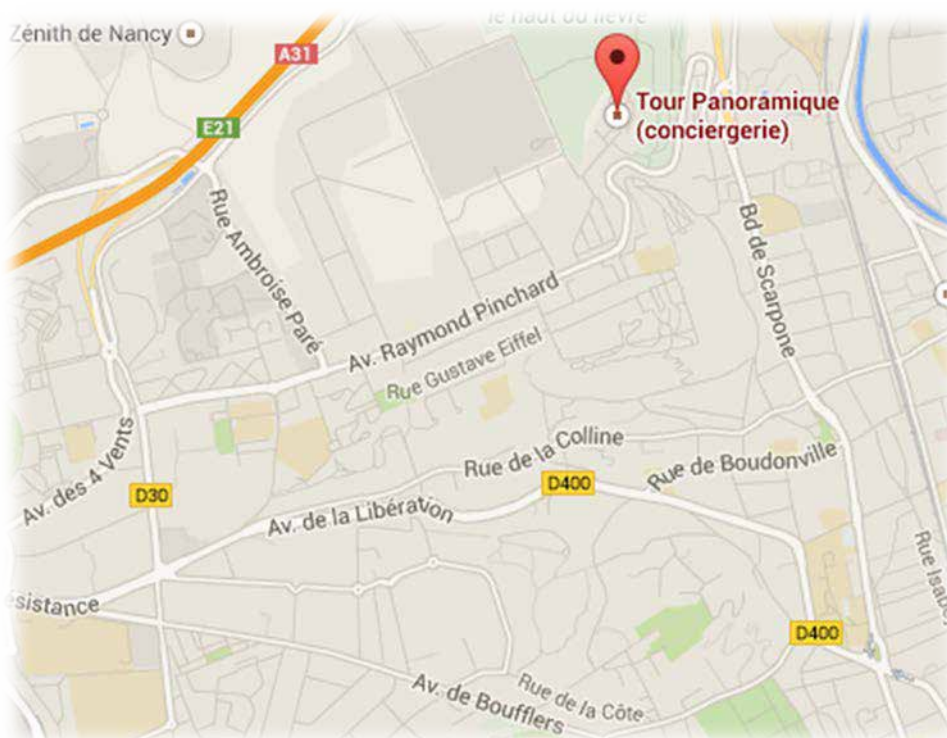 le haut du lièvre
Zénith de Nancy
A31
Tour Panoramique
(conciergerie)
E21
Rue Ambroise Paré
Bd de Scarpone
Av. Raymond Pinchard
Rue Gustave Eiffel
Av. des 4 Vents
Rue de la Colline
Rue de Boudonville
D400
D30
Av. de la Libération
ésistance
D400
Av. de Boufflers
Rue de la Côte